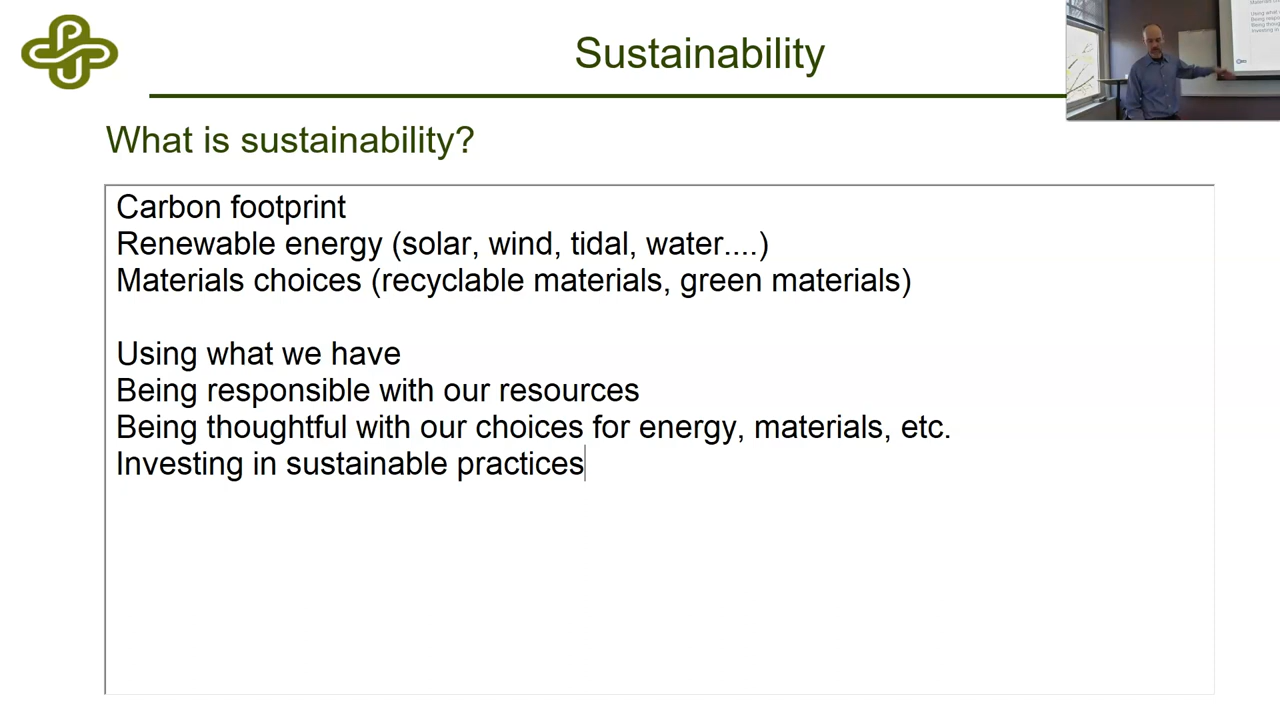 Sustainability
What is sustainability?
Carbon footprint
Renewable energy (solar, wind, tidal, water....)
Materials choices (recyclable materials, green materials)
Using what we have
Being responsible with our resources
Being thoughtful with our choices for energy, materials, etc.
Investing in sustainable practices